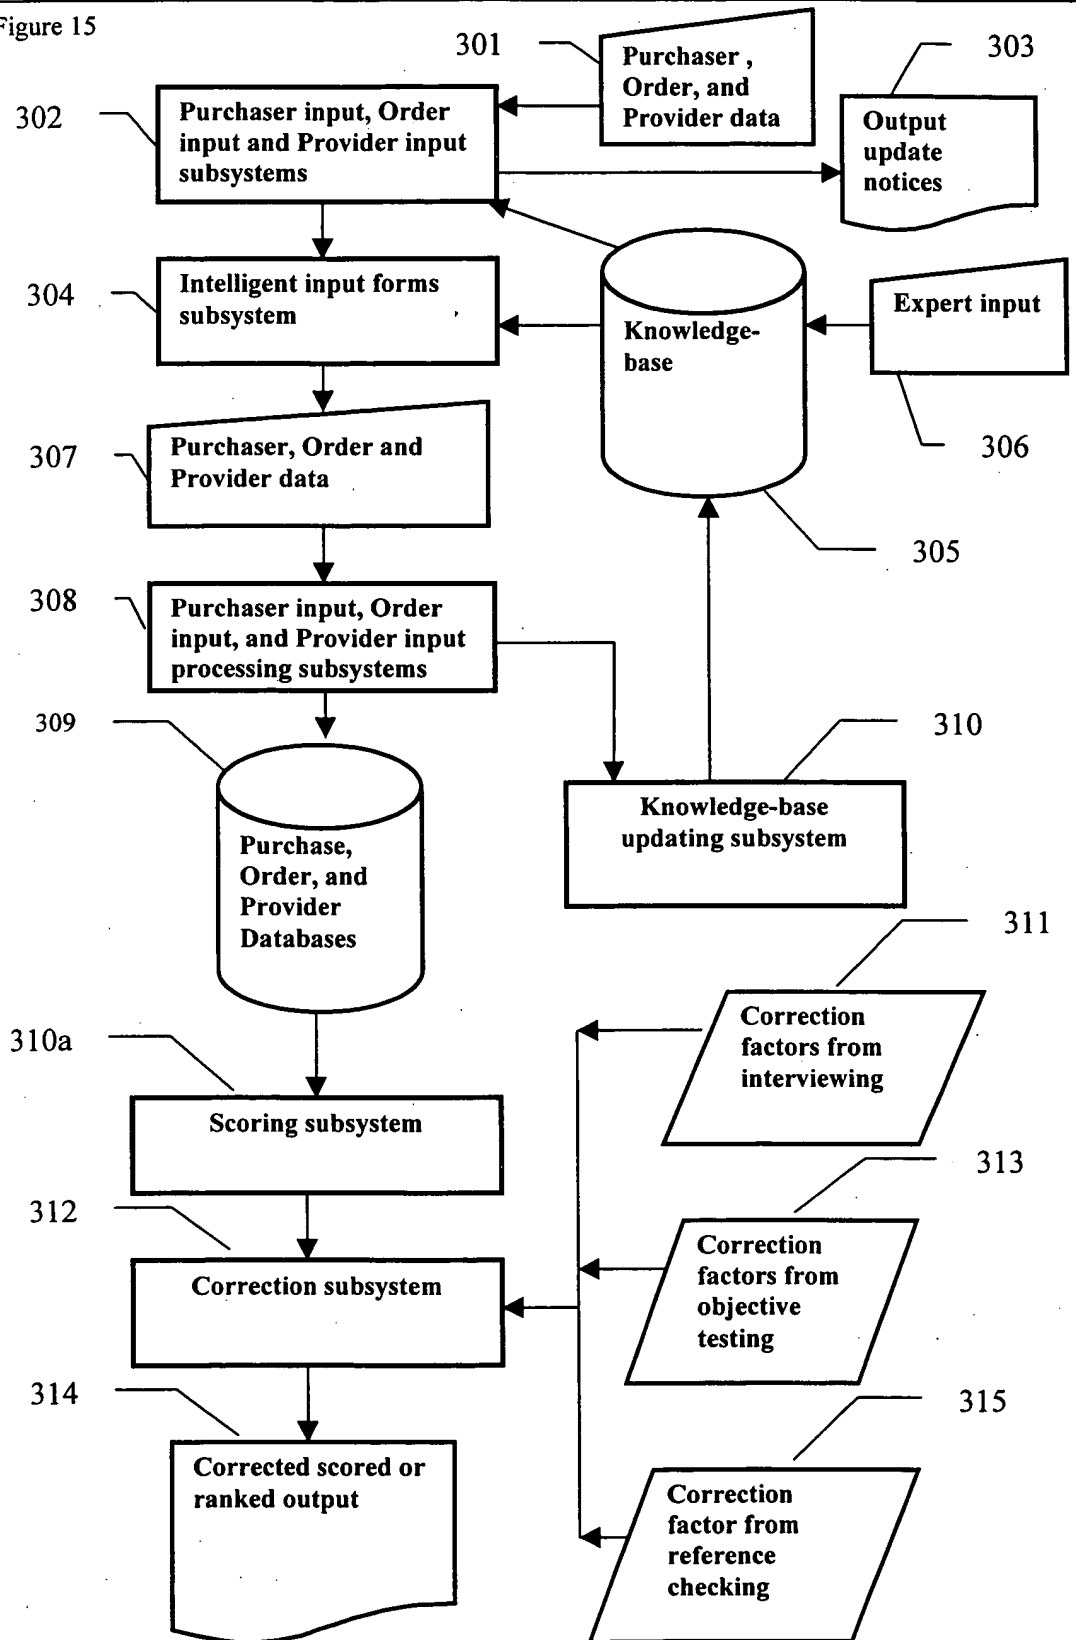 Figure 15
301
Purchaser ,
Order, and
Provider data
303
Output
update
notices
302
Purchaser input, Order
input and Provider input
subsystems
304
Intelligent input forms
subsystem
Knowledge-
base
Expert input
306
305
307
Purchaser, Order and
Provider data
308
Purchaser input, Order
input, and Provider input
processing subsystems
309
Purchase,
Order, and
Provider
Databases
310
Knowledge-base
updating subsystem
311
Correction
factors from
interviewing
310a
Scoring subsystem
313
Correction
factors from
objective
testing
312
Correction subsystem
314
Corrected scored or
ranked output
315
Correction
factor from
reference
checking